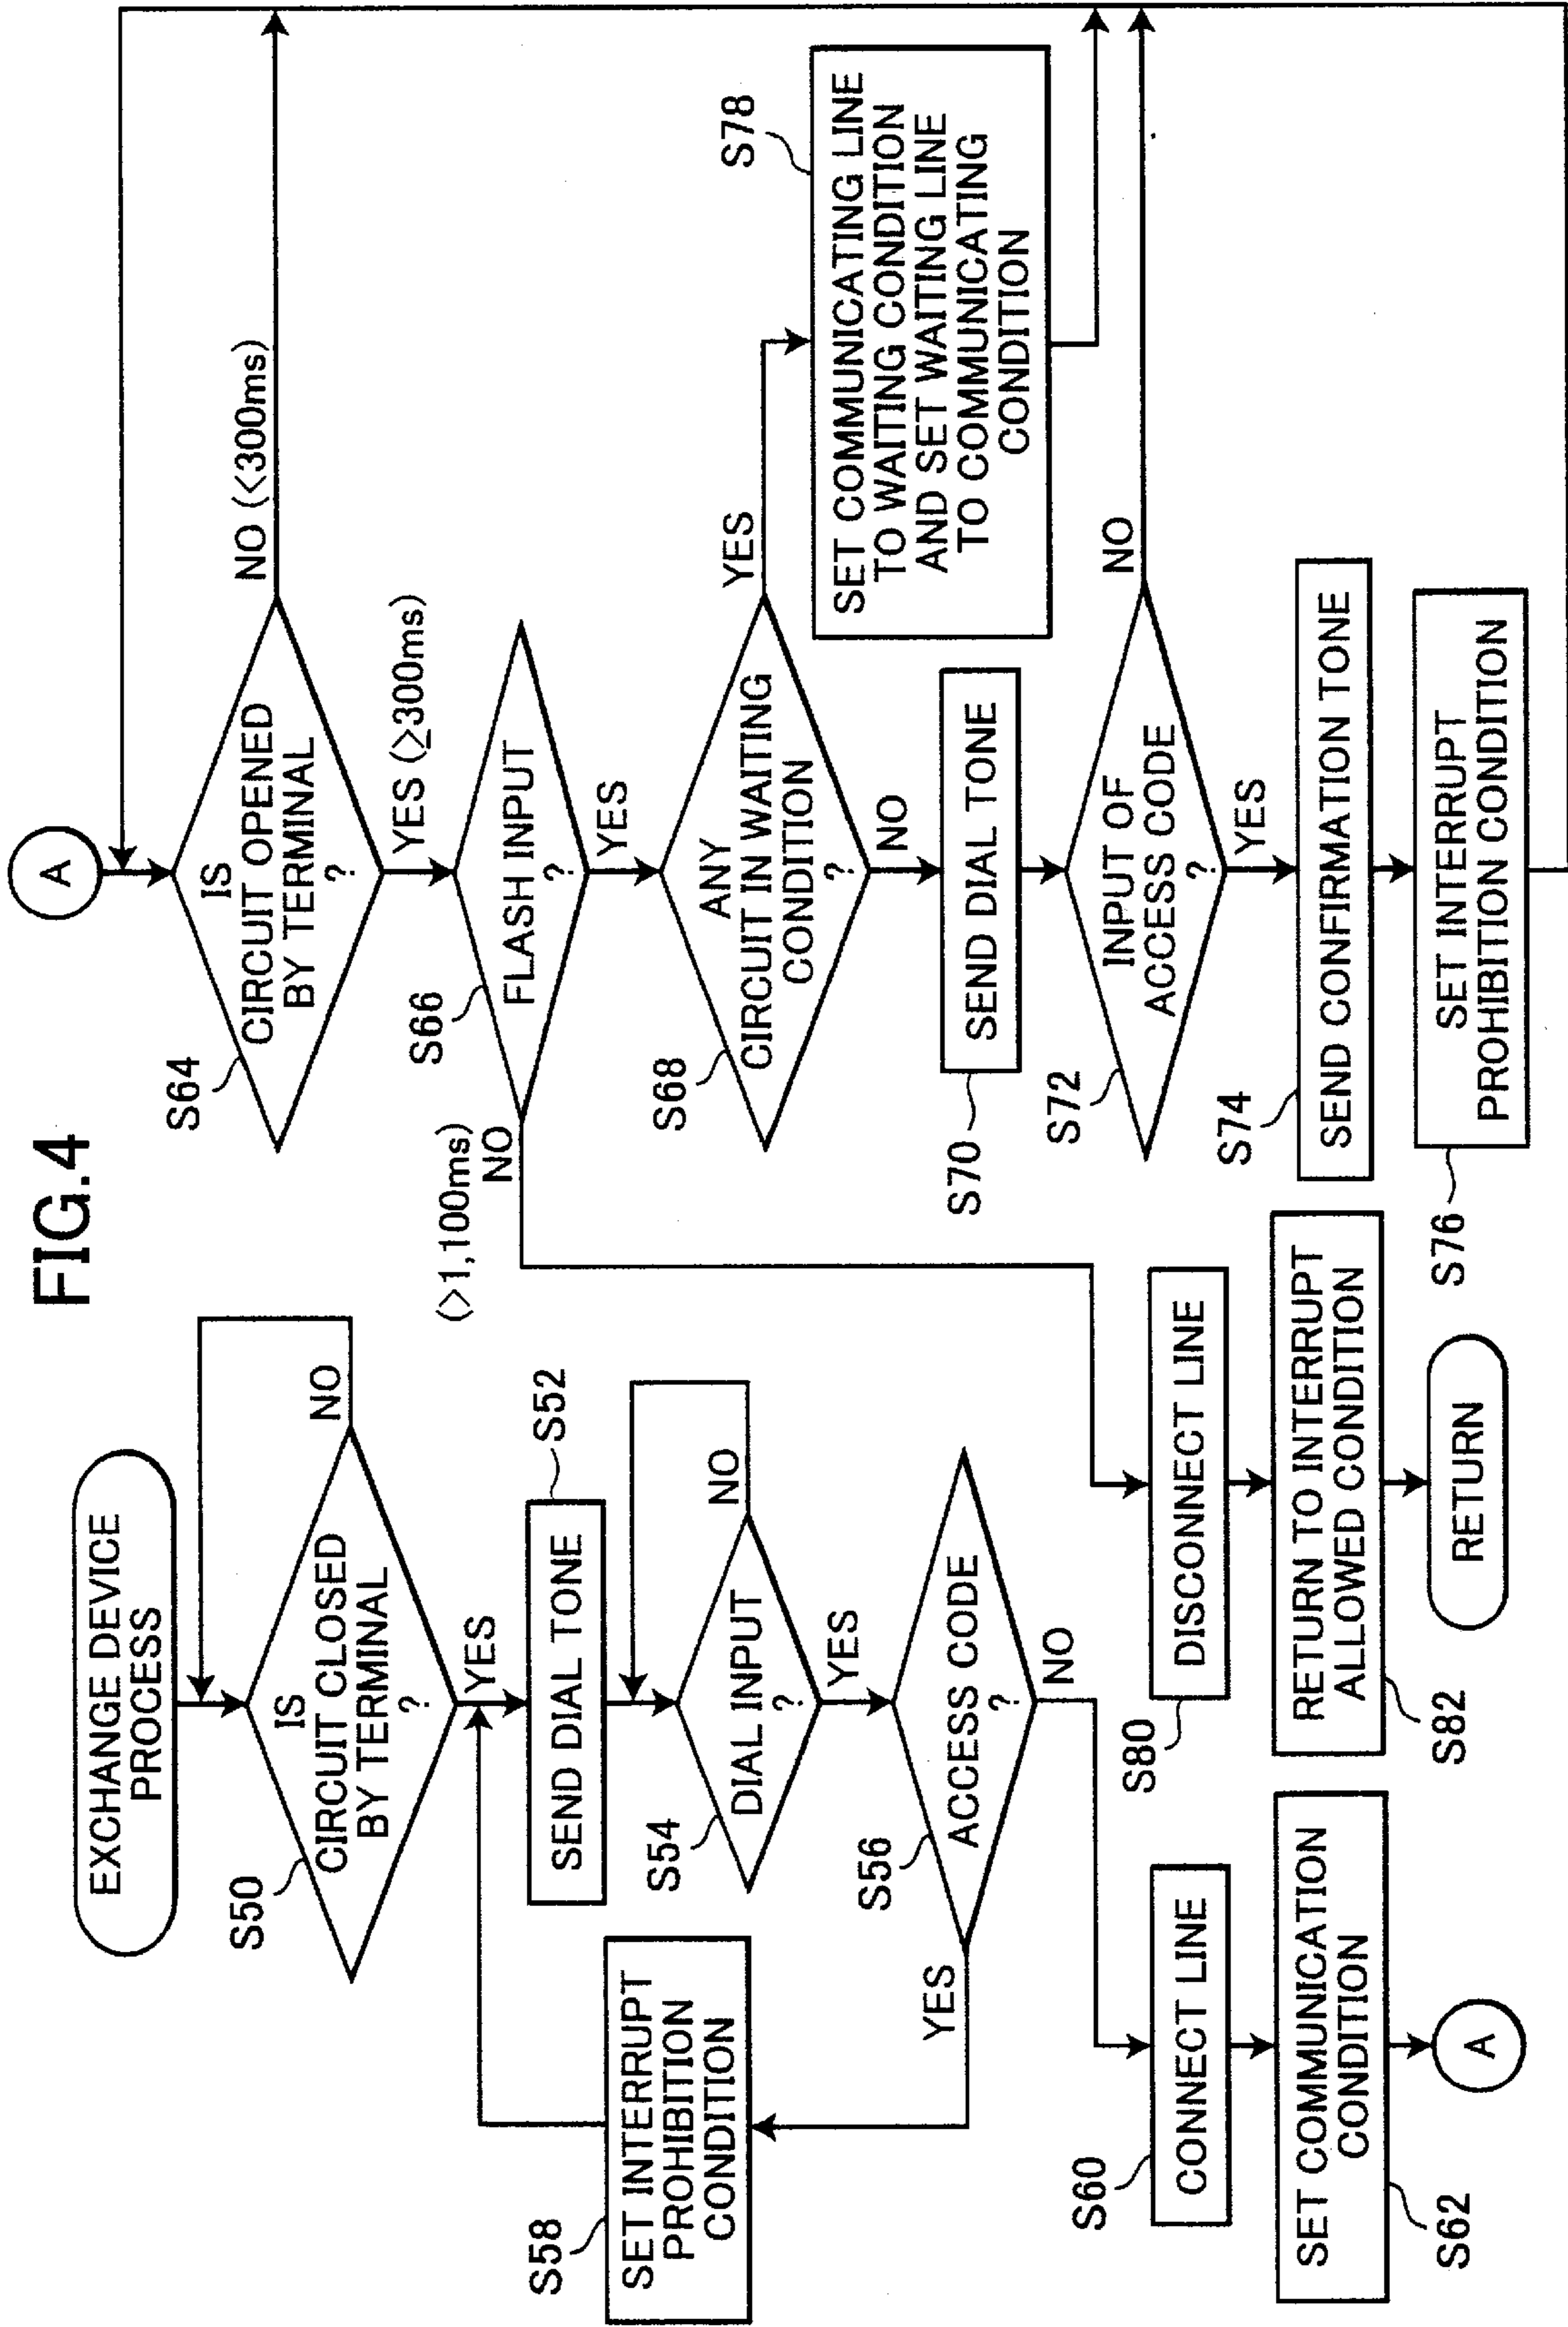 FIG.4
EXCHANGE DEVICE
PROCESS
S50
IS
CIRCUIT CLOSED
BY TERMINAL
?
NO
YES
S52
SEND DIAL TONE
S54
DIAL INPUT
?
NO
YES
S56
ACCESS CODE
?
YES
NO
S58
SET INTERRUPT
PROHIBITION
CONDITION
S60
CONNECT LINE
S62
SET COMMUNICATION
CONDITION
A
A
S64
IS
CIRCUIT OPENED
BY TERMINAL
?
NO (<300ms)
YES (≥300ms)
S66
FLASH INPUT
?
(>1,100ms)
NO
YES
S68
ANY
CIRCUIT IN WAITING
CONDITION
?
YES
NO
S78
SET COMMUNICATING LINE
TO WAITING CONDITION
AND SET WAITING LINE
TO COMMUNICATING
CONDITION
S70
SEND DIAL TONE
S72
INPUT OF
ACCESS CODE
?
NO
YES
S74
SEND CONFIRMATION TONE
S76
SET INTERRUPT
PROHIBITION CONDITION
S80
DISCONNECT LINE
S82
RETURN TO INTERRUPT
ALLOWED CONDITION
RETURN